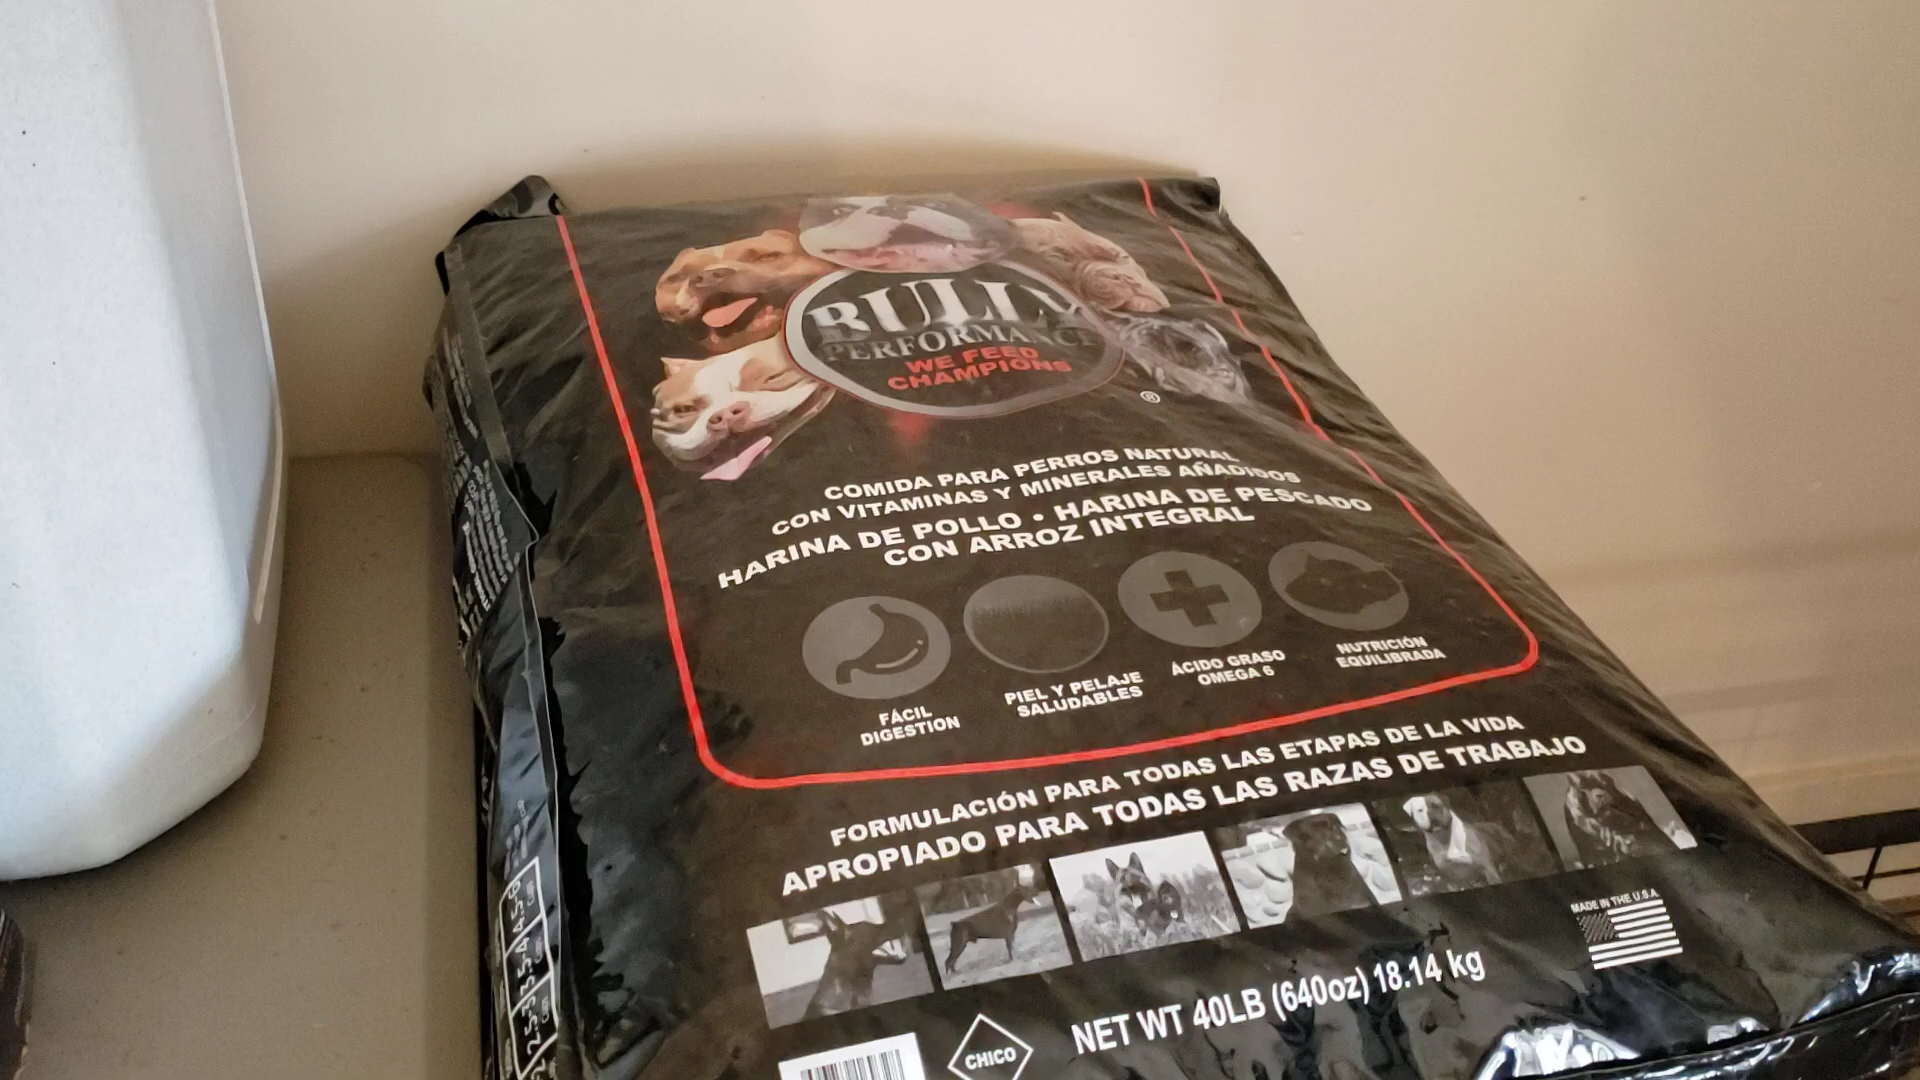 BULLY
PERFORMANCE
WE FEED
CHAMPIONS
®
COMIDA PARA PERROS NATURAL
CON VITAMINAS Y MINERALES AÑADIDOS
HARINA DE POLLO • HARINA DE PESCADO
CON ARROZ INTEGRAL
FÁCIL
DIGESTION
PIEL Y PELAJE
SALUDABLES
ÁCIDO GRASO
OMEGA 6
NUTRICIÓN
EQUILIBRADA
FORMULACIÓN PARA TODAS LAS ETAPAS DE LA VIDA
APROPIADO PARA TODAS LAS RAZAS DE TRABAJO
MADE IN THE U.S.A.
NET WT 40LB (640oz) 18.14 kg
CHICO